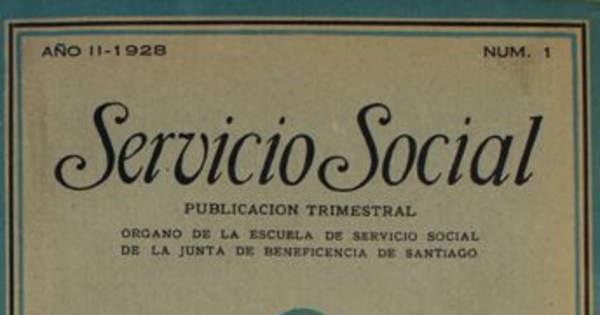 AÑO II-1928 NUM. 1
Servicio Social
PUBLICACION TRIMESTRAL
ORGANO DE LA ESCUELA DE SERVICIO SOCIAL
DE LA JUNTA DE BENEFICENCIA DE SANTIAGO